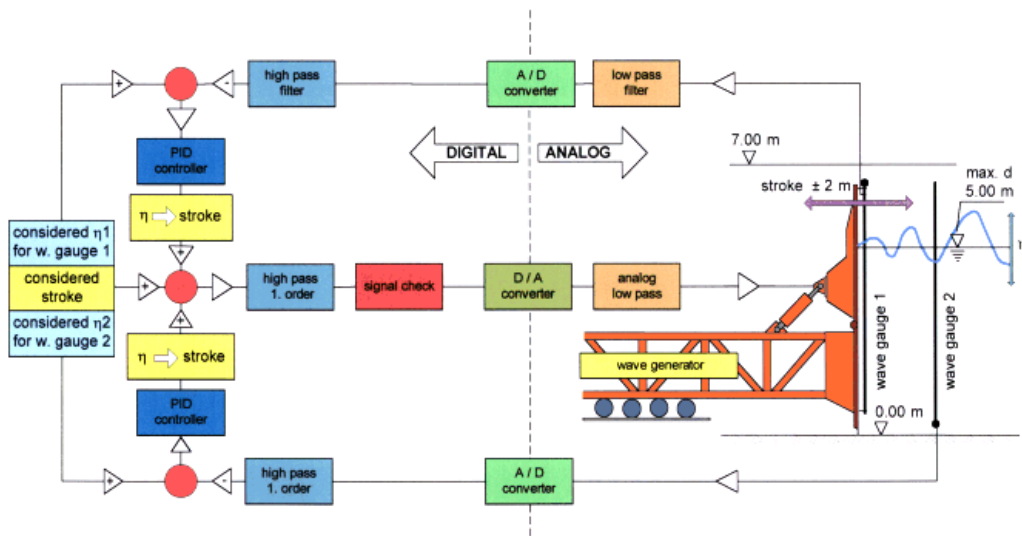 high pass
filter
A / D
converter
low pass
filter
+
-
PID
controller
DIGITAL
ANALOG
7.00 m
max. d
5.00 m
stroke ± 2 m
η ⇨ stroke
considered η1
for w. gauge 1
considered
stroke
considered η2
for w. gauge 2
+
+
+
high pass
1. order
signal check
D / A
converter
analog
low pass
η ⇨ stroke
PID
controller
wave generator
wave gauge 1
wave gauge 2
0.00 m
+
-
high pass
1. order
A / D
converter